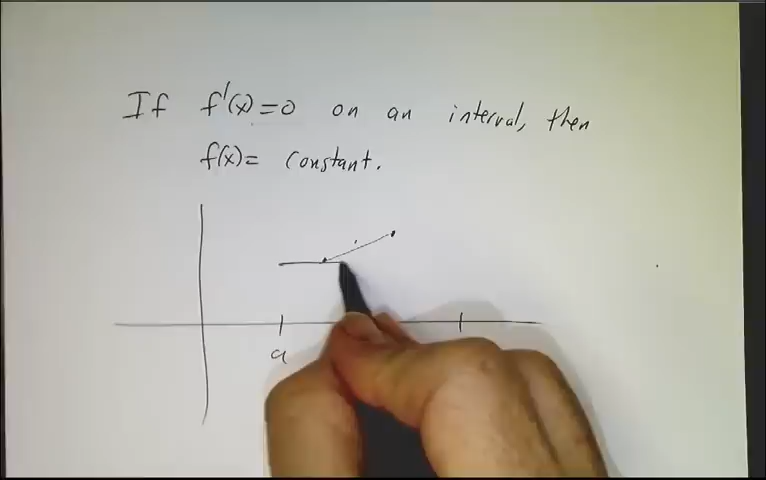 If f'(x)=0 on an interval, then
f(x)= constant.
a